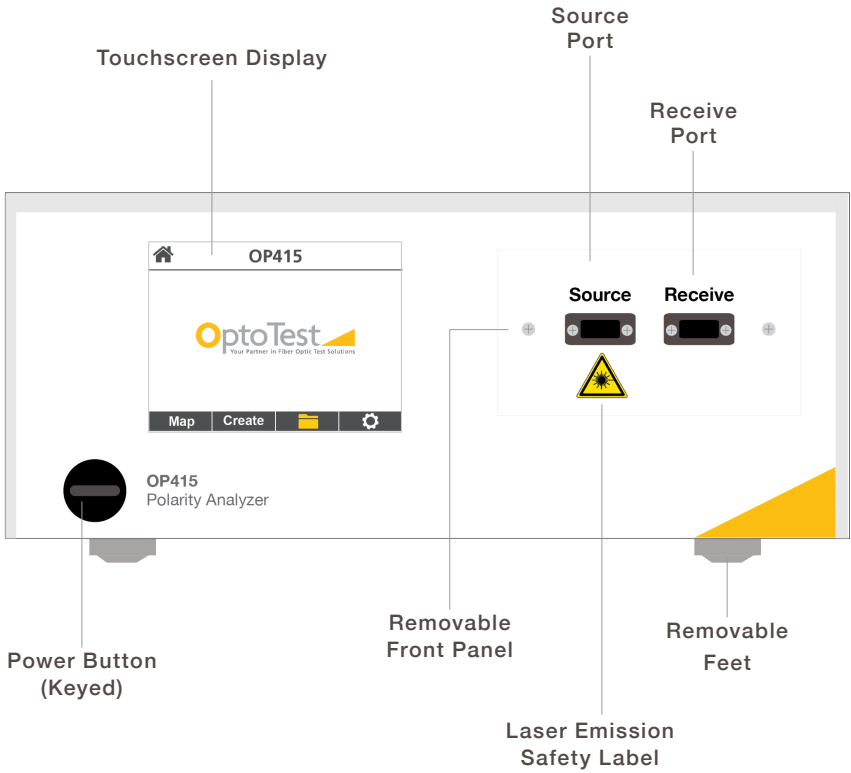 Source
Port
Touchscreen Display
Receive
Port
OP415
Source
Receive
OptoTest
Your Partner in Fiber Optic Test Solutions
Map
Create
OP415
Polarity Analyzer
Removable
Front Panel
Removable
Feet
Power Button
(Keyed)
Laser Emission
Safety Label